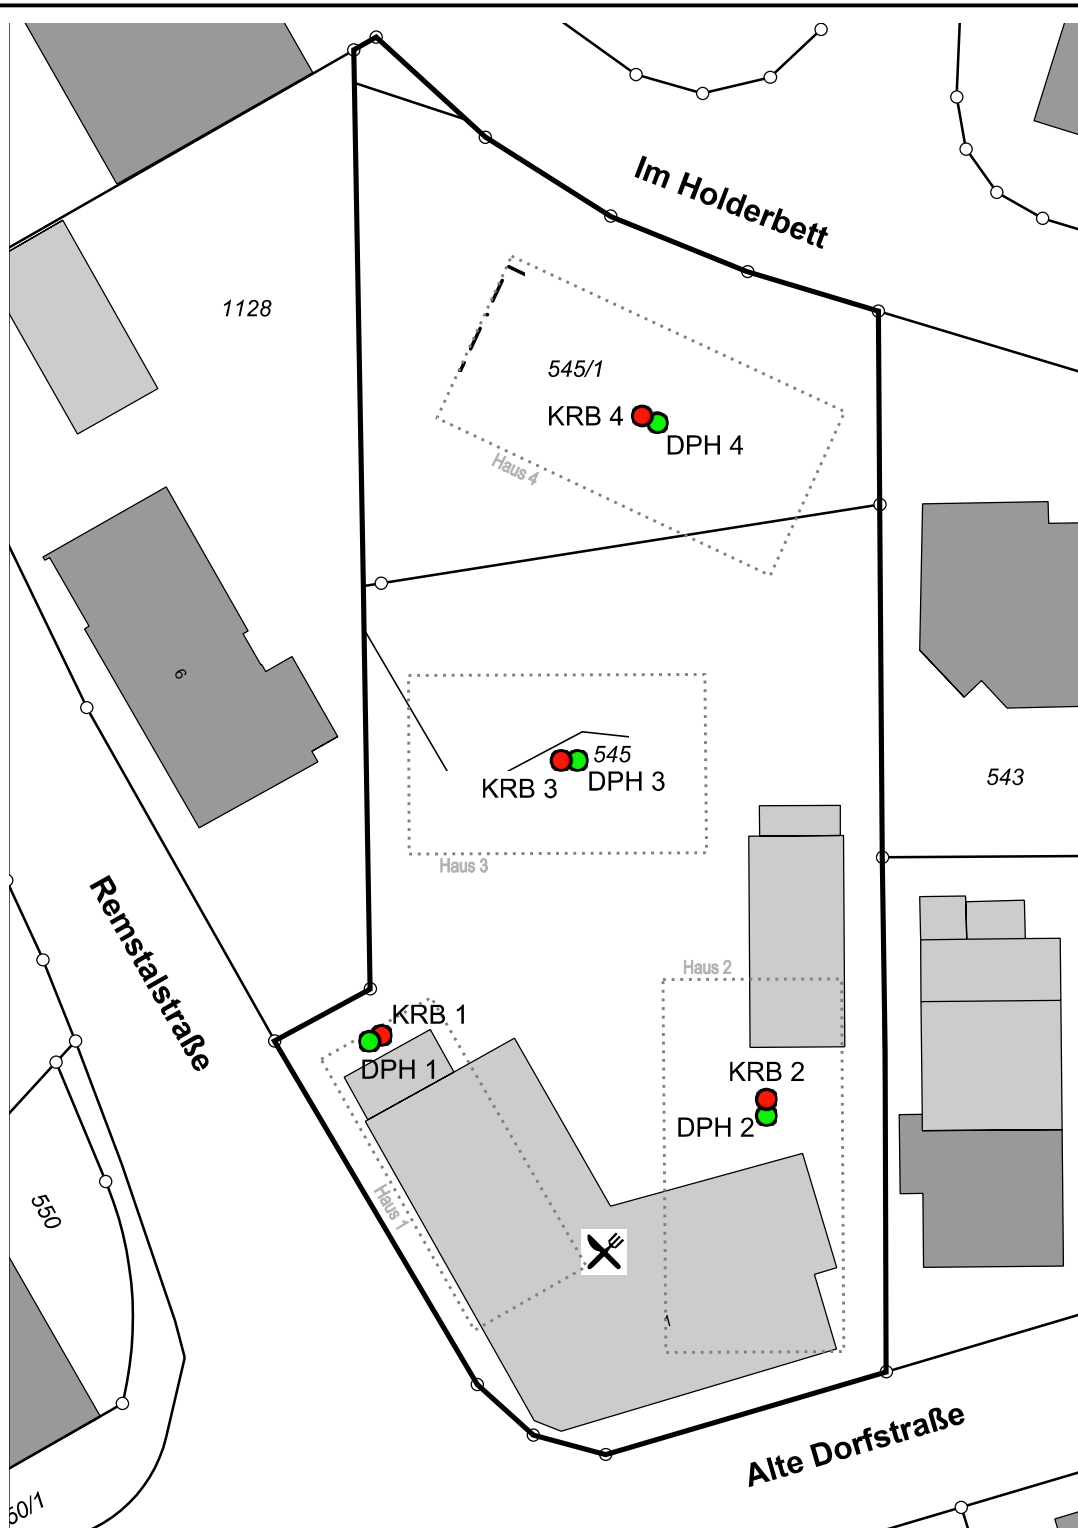 Im Holderbett
1128
545/1
KRB 4
DPH 4
Haus 4
6
545
KRB 3
DPH 3
543
Haus 3
Remstalstraße
Haus 2
KRB 1
DPH 1
KRB 2
DPH 2
550
Haus 1
1
Alte Dorfstraße
50/1